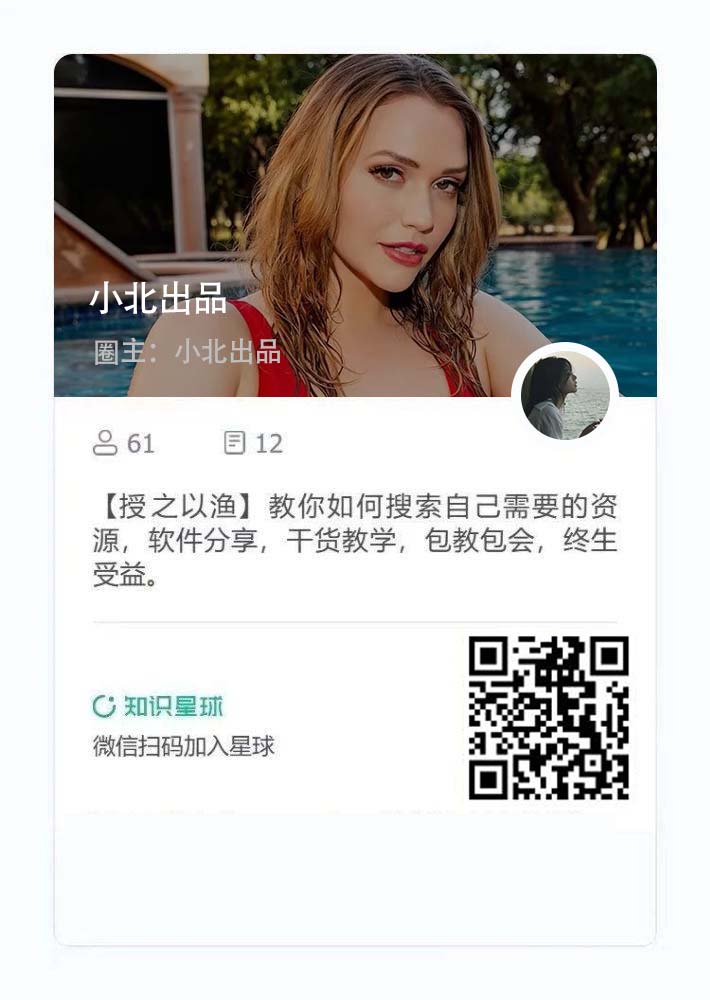 小北出品
圈主：小北出品
61 12
【授之以渔】教你如何搜索自己需要的资
源，软件分享，干货教学，包教包会，终生
受益。
知识星球
微信扫码加入星球